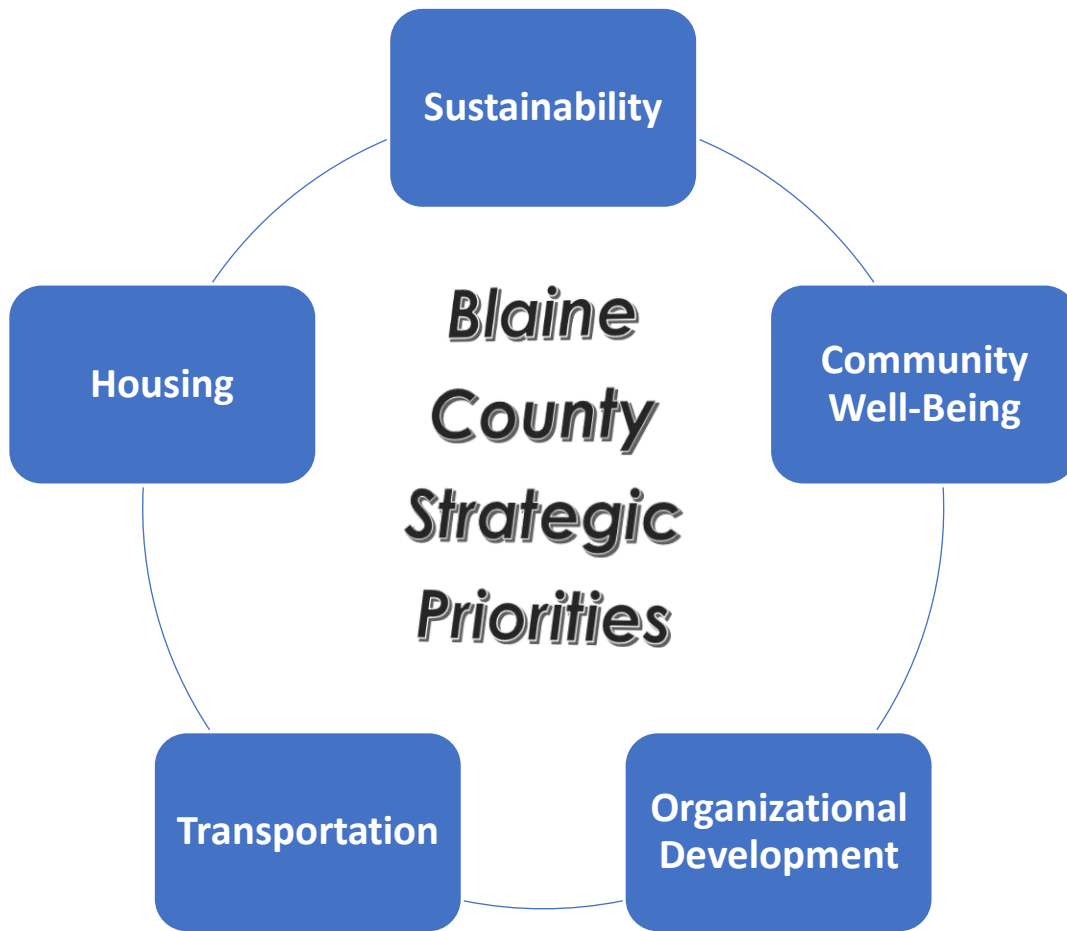 Sustainability
Community
Well-Being
Organizational
Development
Transportation
Housing
Blaine
County
Strategic
Priorities